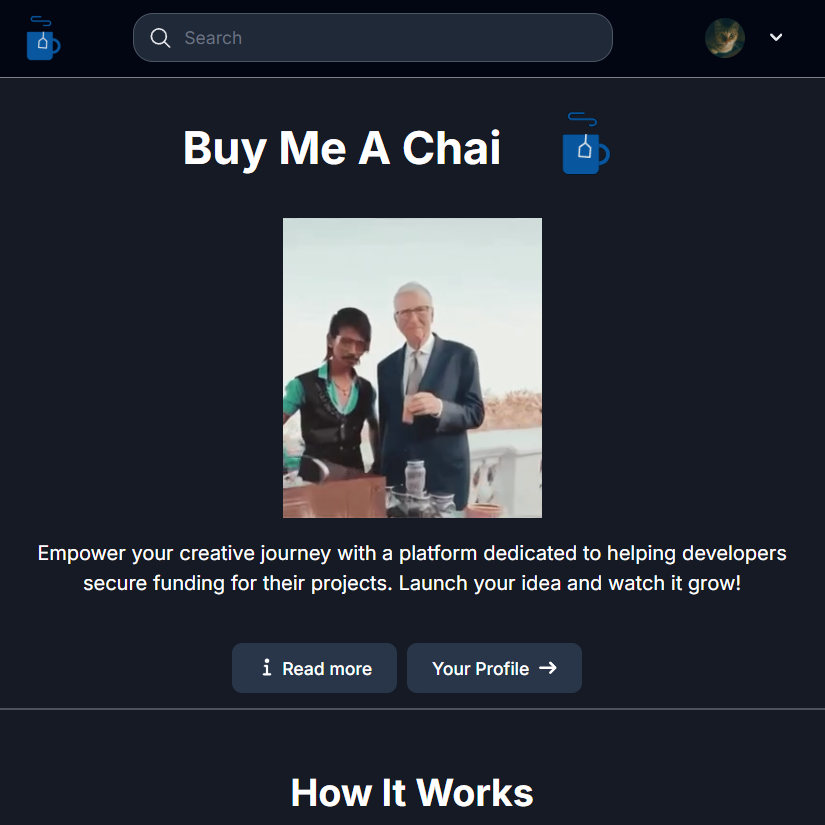 Search
Buy Me A Chai
Empower your creative journey with a platform dedicated to helping developers
secure funding for their projects. Launch your idea and watch it grow!
Read more
Your Profile →
How It Works